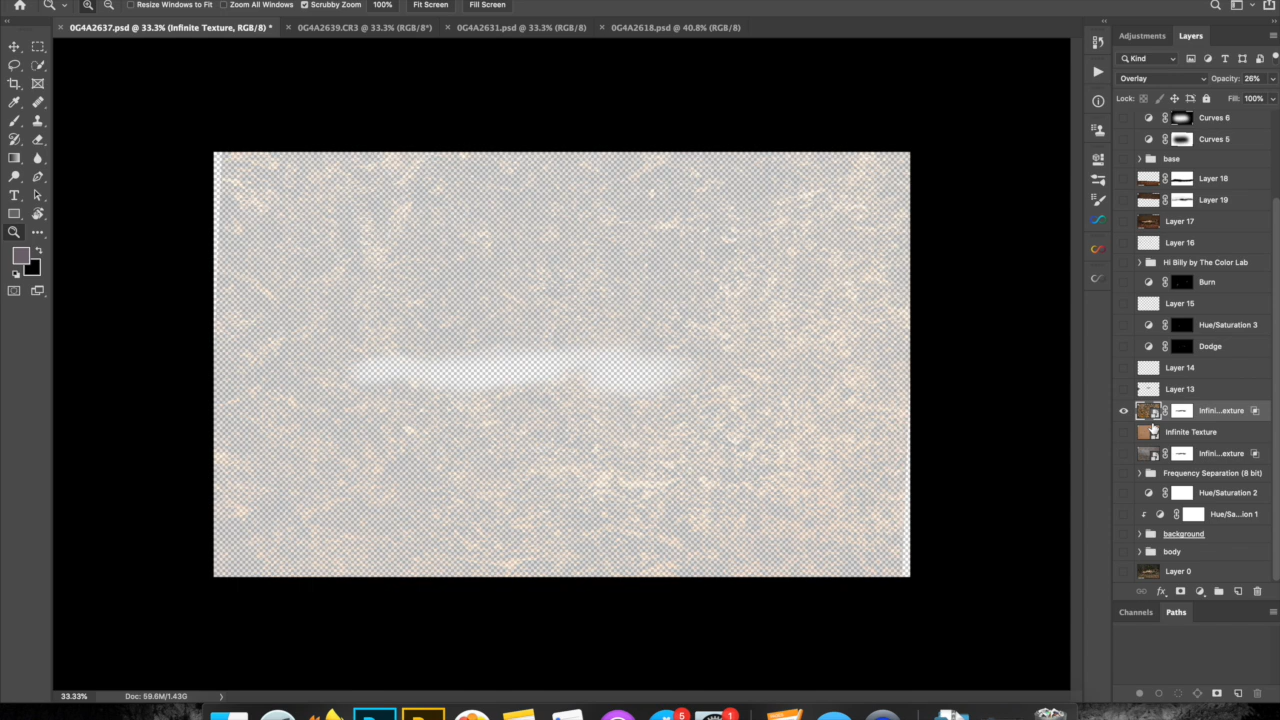 Resize Windows to Fit Zoom All Windows Scrubby Zoom 100% Fit Screen Fill Screen
0G4A2637.psd @ 33.3% (Infinite Texture, RGB/8) * 0G4A2639.CR3 @ 33.3% (RGB/8*) 0G4A2631.psd @ 33.3% (RGB/8) 0G4A2618.psd @ 40.8% (RGB/8)
Adjustments Layers
Kind
Overlay Opacity: 26%
Lock: Fill: 100%
Curves 6
Curves 5
base
Layer 18
Layer 19
Layer 17
Layer 16
Hi Billy by The Color Lab
Burn
Layer 15
Hue/Saturation 3
Dodge
Layer 14
Layer 13
Infini...exture
Infinite Texture
Infini...exture
Frequency Separation (8 bit)
Hue/Saturation 2
Hue/Sa...ion 1
background
body
Layer 0
fx
Channels Paths
33.33% Doc: 59.6M/1.43G
5 1